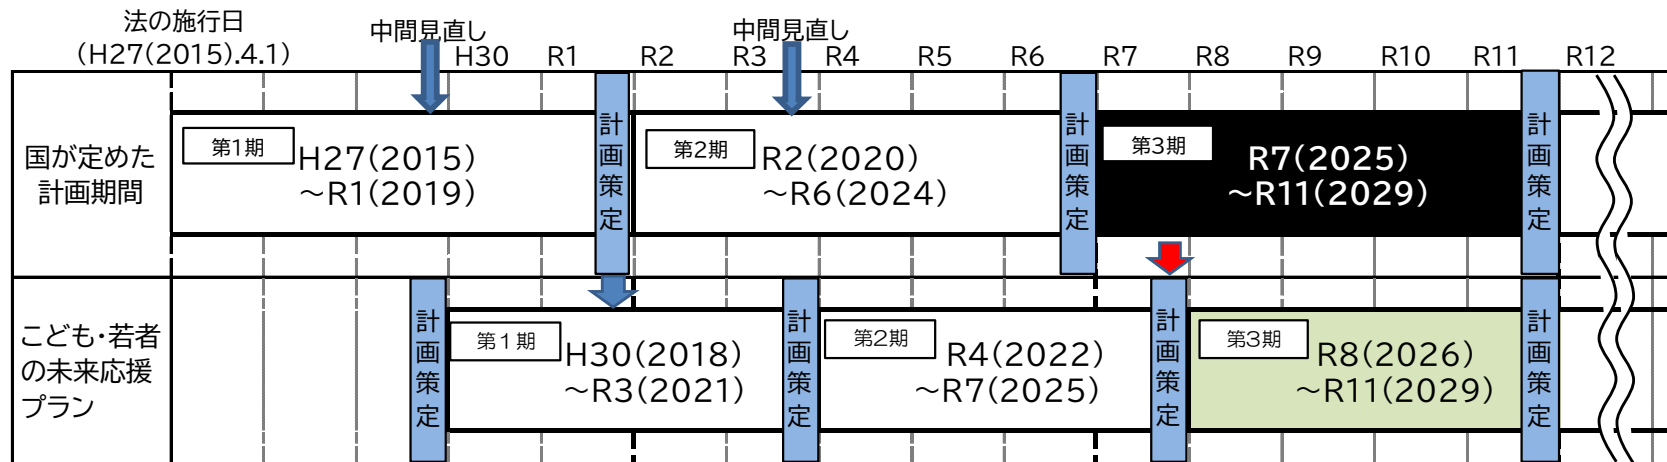 法の施行日
(H27(2015).4.1)
中間見直し
中間見直し
H30 R1 R2 R3 R4 R5 R6 R7 R8 R9 R10 R11 R12
国が定めた
計画期間
第1期
H27(2015)
～R1(2019)
計画策定
第2期
R2(2020)
～R6(2024)
計画策定
第3期
R7(2025)
～R11(2029)
計画策定
こども・若者
の未来応援
プラン
計画策定
第１期
H30(2018)
～R3(2021)
計画策定
第2期
R4(2022)
～R7(2025)
計画策定
第3期
R8(2026)
～R11(2029)
計画策定